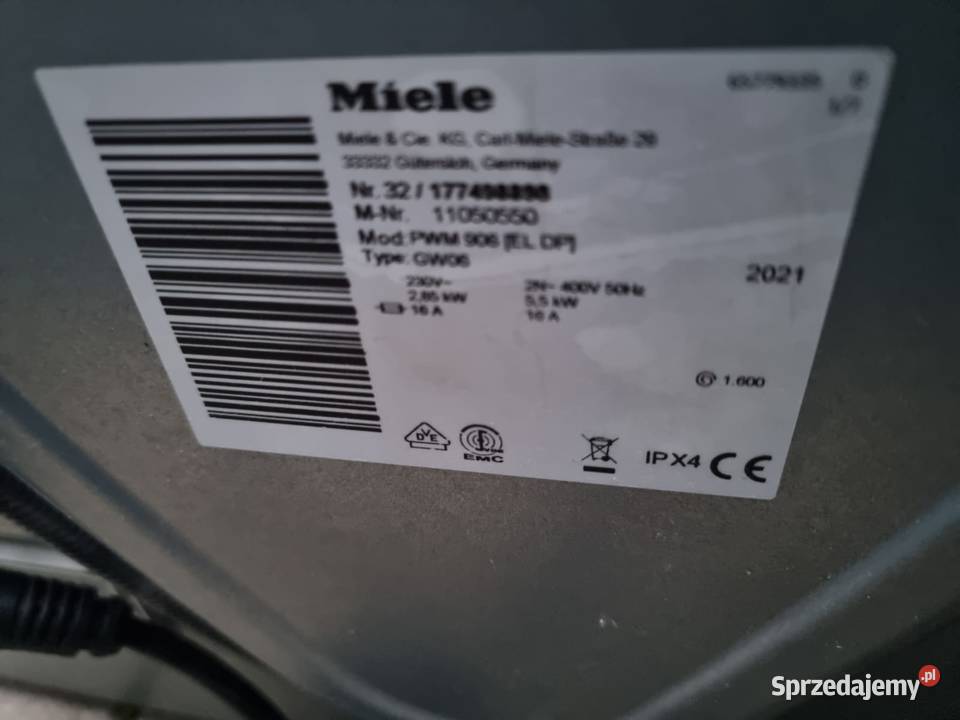 Miele
Miele & Cie. KG, Carl-Miele-Straße 29
33332 Gütersloh, Germany
Nr. 32 / 177498898
M-Nr. 11050550
Mod: PWM 906 [EL DP]
Type: GW06
2021
230V~ 2N~ 400V 50Hz
2,85 kW 5,5 kW
16 A 16 A
1.600
DVE
EMC
IPX4 CE
Sprzedajemy.pl